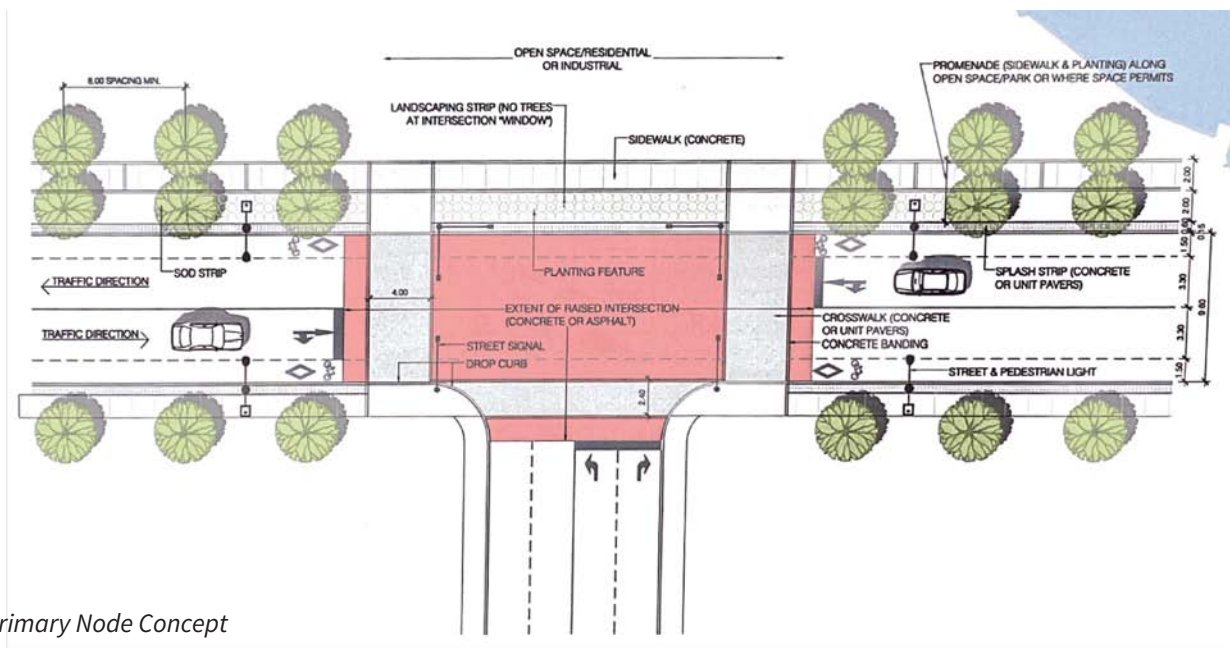 OPEN SPACE/RESIDENTIAL
OR INDUSTRIAL
6.00 SPACING MIN.
PROMENADE (SIDEWALK & PLANTING) ALONG
OPEN SPACE/PARK OR WHERE SPACE PERMITS
LANDSCAPING STRIP (NO TREES
AT INTERSECTION "WINDOW")
SIDEWALK (CONCRETE)
2.00
2.00
0.60
0.15
1.50
SOD STRIP
PLANTING FEATURE
SPLASH STRIP (CONCRETE
OR UNIT PAVERS)
TRAFFIC DIRECTION
4.00
3.30
EXTENT OF RAISED INTERSECTION
(CONCRETE OR ASPHALT)
CROSSWALK (CONCRETE
OR UNIT PAVERS)
TRAFFIC DIRECTION
STREET SIGNAL
CONCRETE BANDING
3.30
DROP CURB
STREET & PEDESTRIAN LIGHT
1.50
2.40
rimary Node Concept